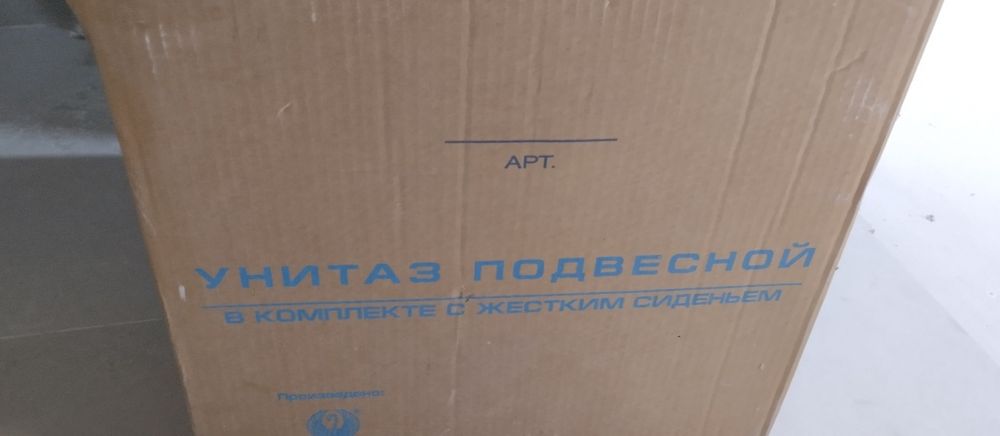 АРТ.
УНИТАЗ ПОДВЕСНОЙ
В КОМПЛЕКТЕ С ЖЕСТКИМ СИДЕНЬЕМ
Произведено:
®